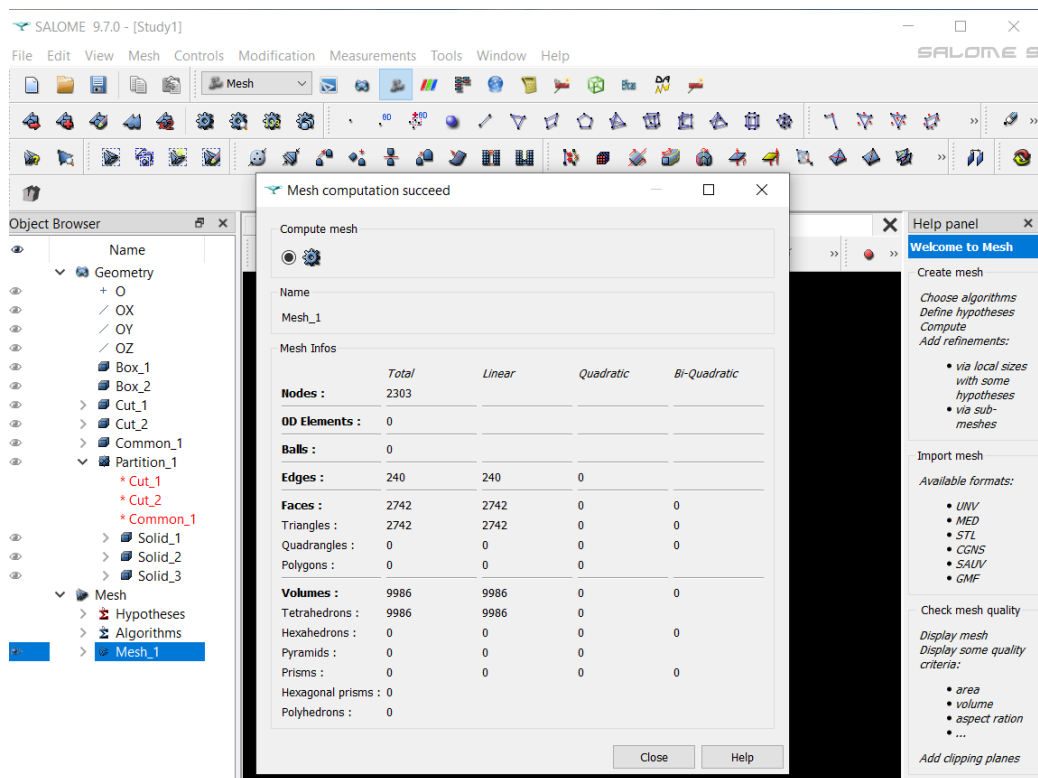 SALOME 9.7.0 - [Study1]
File Edit View Mesh Controls Modification Measurements Tools Window Help
SALOME 9
Mesh
Mesh computation succeed
Object Browser
Name
Geometry
O
OX
OY
OZ
Box_1
Box_2
Cut_1
Cut_2
Common_1
Partition_1
* Cut_1
* Cut_2
* Common_1
Solid_1
Solid_2
Solid_3
Mesh
Hypotheses
Algorithms
Mesh_1
Compute mesh
Name
Mesh_1
Mesh Infos
Total Linear Quadratic Bi-Quadratic
Nodes : 2303
0D Elements : 0
Balls : 0
Edges : 240 240 0
Faces : 2742 2742 0 0
Triangles : 2742 2742 0 0
Quadrangles : 0 0 0 0
Polygons : 0 0 0
Volumes : 9986 9986 0 0
Tetrahedrons : 9986 9986 0
Hexahedrons : 0 0 0 0
Pyramids : 0 0 0
Prisms : 0 0 0 0
Hexagonal prisms : 0
Polyhedrons : 0
Close Help
Help panel
Welcome to Mesh
Create mesh
Choose algorithms
Define hypotheses
Compute
Add refinements:
• via local sizes
with some
hypotheses
• via sub-
meshes
Import mesh
Available formats:
• UNV
• MED
• STL
• CGNS
• SAUV
• GMF
Check mesh quality
Display mesh
Display some quality
criteria:
• area
• volume
• aspect ration
• ...
Add clipping planes